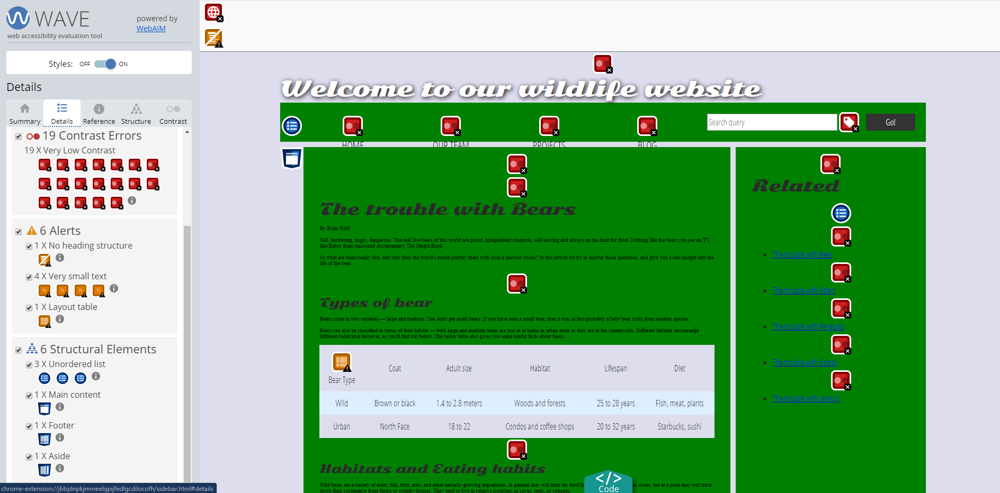 WAVE
powered by
WebAIM
web accessibility evaluation tool
Styles: OFF ON
Details
Summary Details Reference Structure Contrast
19 Contrast Errors
19 X Very Low Contrast
6 Alerts
1 X No heading structure
4 X Very small text
1 X Layout table
6 Structural Elements
3 X Unordered list
1 X Main content
1 X Footer
1 X Aside
chrome-extension://jbbplnpkjmmeebjpijfedlgcdilocofh/sidebar.html#details
Welcome to our wildlife website
HOME OUR TEAM PROJECTS BLOG
Search query Go!
The trouble with Bears
By Evan Wild
Tall, lumbering, angry, dangerous. The real live bears of this world are proud, independent creatures, self-serving and always on the hunt for food. Nothing like the bears you see on TV,
like Baloo from renowned documentary, The Jungle Book.
So what are bears really like, and why does the world's media portray them with such a skewed vision? In this article we try to answer those questions, and give you a real insight into the
life of the bear.
Types of bear
Bears come in two varieties — large and medium. You don't get small bears. If you have seen a small bear, then it was in fact probably a baby bear (cub) from another species.
Bears can also be classified in terms of their habitat — both large and medium bears are just as at home in urban areas as they are in the countryside. Different habitats encourage
different behaviour however, as you'll find out below. The below table also gives you some useful facts about bears.
Bear Type Coat Adult size Habitat Lifespan Diet
Wild Brown or black 1.4 to 2.8 meters Woods and forests 25 to 28 years Fish, meat, plants
Urban North Face 18 to 22 Condos and coffee shops 20 to 32 years Starbucks, sushi
Habitats and Eating habits
Wild bears eat a variety of meat, fish, fruit, nuts, and other natually growing ingredients. In general they will hunt for food th or rivers, but at a push they will track
down their sustenance from farms or country houses. They tend to live in relative isolation, in caves, tents, or cottages.
</>
Code
Related
The trouble with Bees
The trouble with Otters
The trouble with Penguins
The trouble with Octopi
The trouble with Lemurs